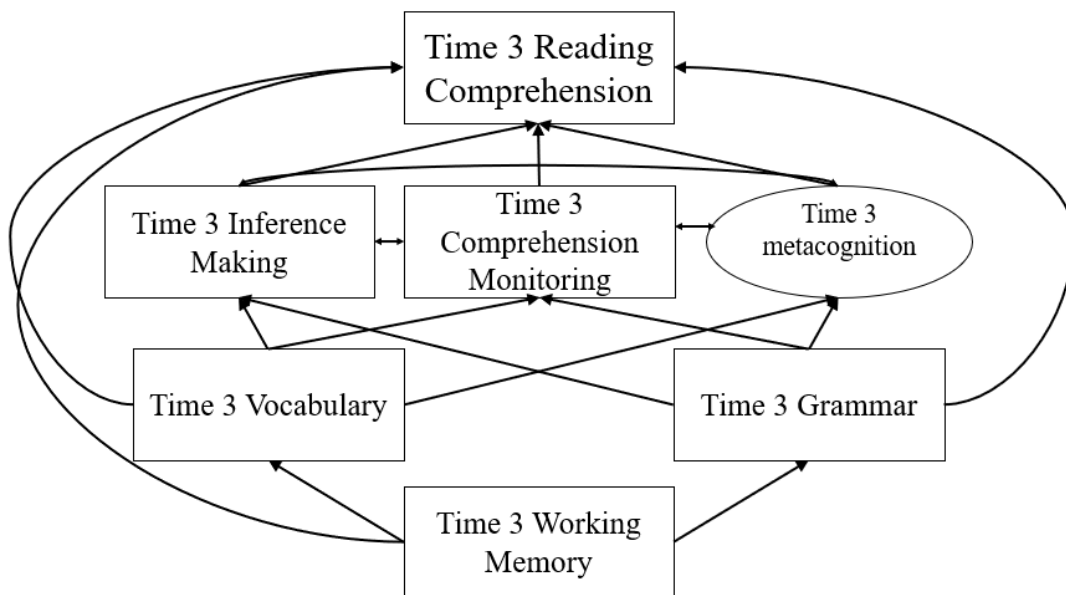 Time 3 Reading
Comprehension
Time 3 Inference
Making
Time 3
Comprehension
Monitoring
Time 3
metacognition
Time 3 Vocabulary
Time 3 Grammar
Time 3 Working
Memory